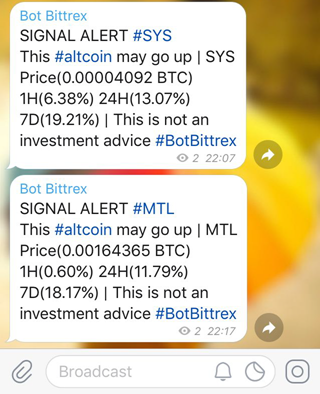 Bot Bittrex
SIGNAL ALERT #SYS
This #altcoin may go up | SYS
Price(0.00004092 BTC)
1H(6.38%) 24H(13.07%)
7D(19.21%) | This is not an
investment advice #BotBittrex
2 22:07
Bot Bittrex
SIGNAL ALERT #MTL
This #altcoin may go up | MTL
Price(0.00164365 BTC)
1H(0.60%) 24H(11.79%)
7D(18.17%) | This is not an
investment advice #BotBittrex
2 22:17
Broadcast